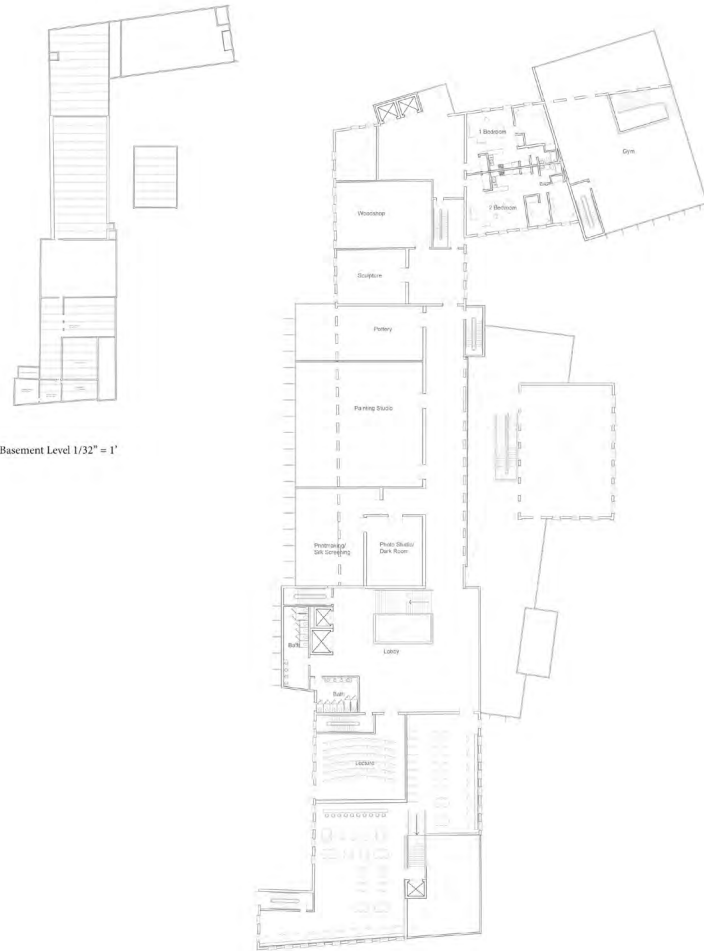 1 Bedroom
Gym
2 Bedroom
Woodshop
Sculpture
Pottery
Basement Level 1/32" = 1'
Painting Studio
Printmaking/
Silk Screening
Photo Studio/
Dark Room
Bath
Lobby
Bath
Lecture